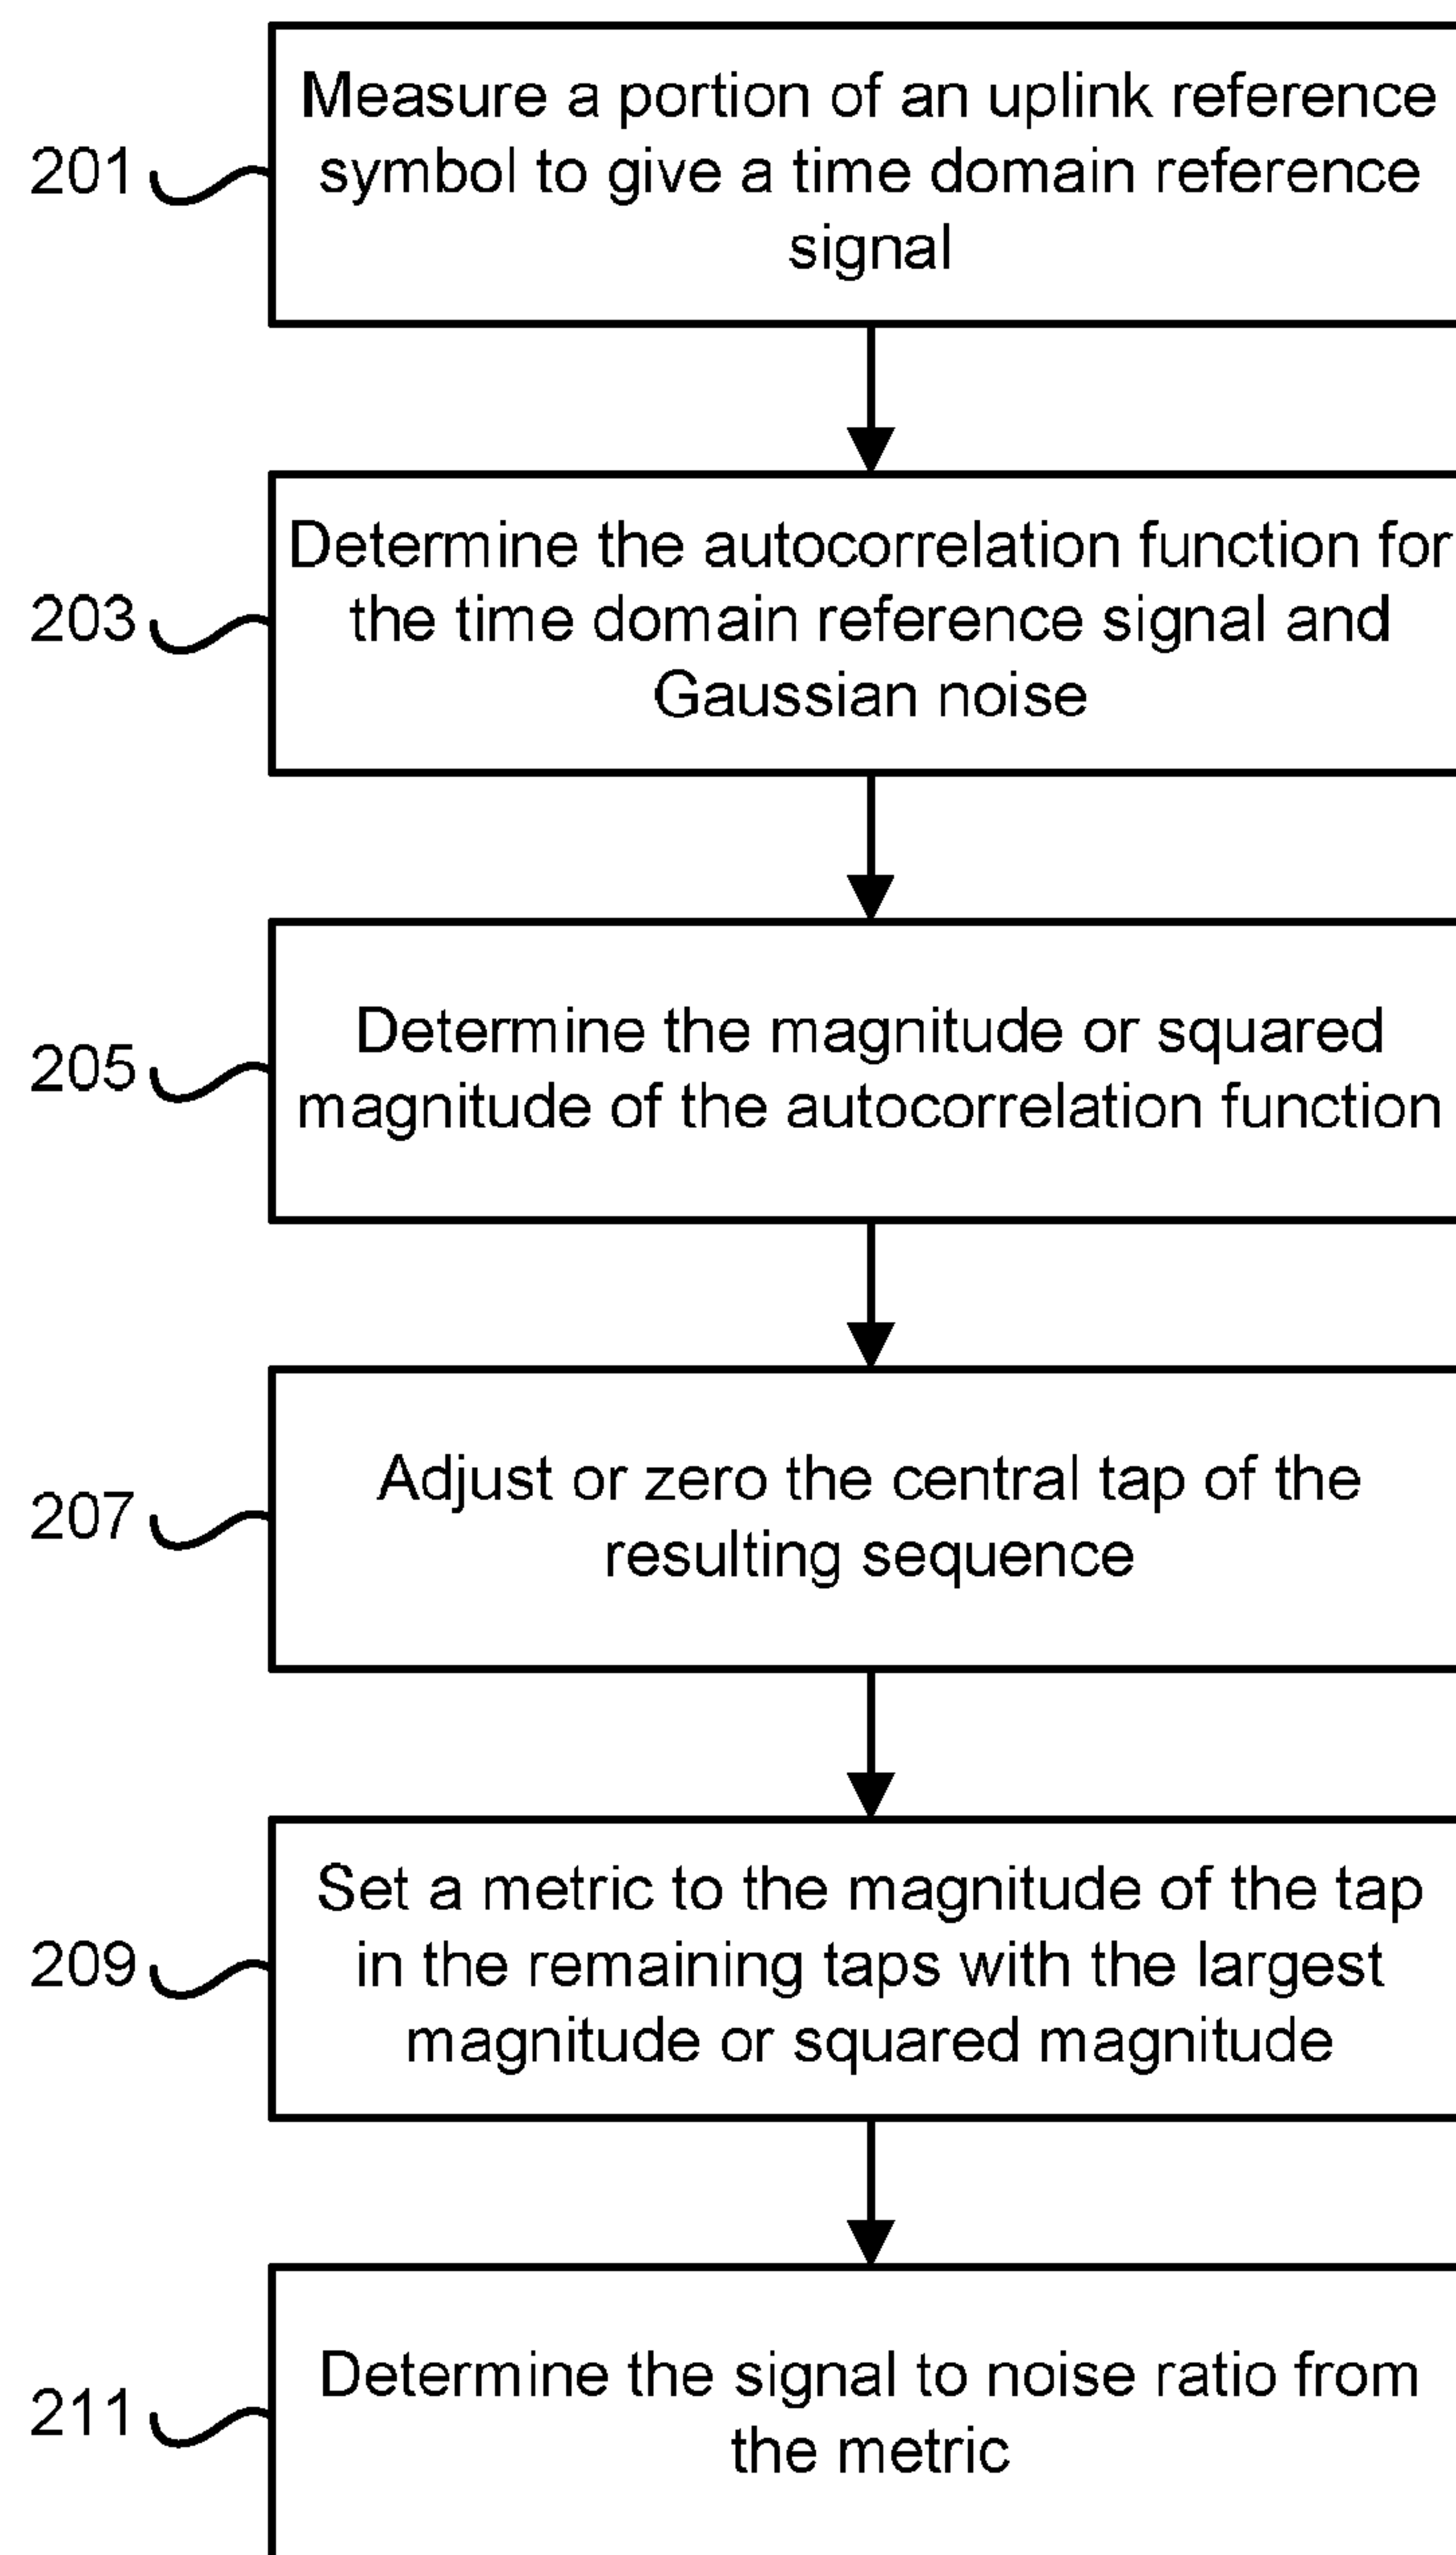 Measure a portion of an uplink reference
201
symbol to give a time domain reference
signal
Determine the autocorrelation function for
203
the time domain reference signal and
Gaussian noise
Determine the magnitude or squared
205
magnitude of the autocorrelation function
Adjust or zero the central tap of the
207
resulting sequence
Set a metric to the magnitude of the tap
209
in the remaining taps with the largest
magnitude or squared magnitude
Determine the signal to noise ratio from
211
the metric